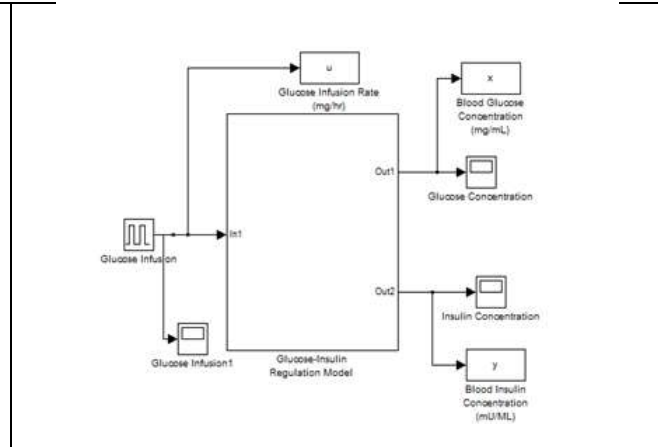 u
Glucose Infusion Rate
(mg/hr)
x
Blood Glucose
Concentration
(mg/mL)
Out1
Glucose Concentration
In1
Glucose Infusion
Out2
Insulin Concentration
Glucose Infusion1
Glucose-Insulin
Regulation Model
y
Blood Insulin
Concentration
(mU/ML)